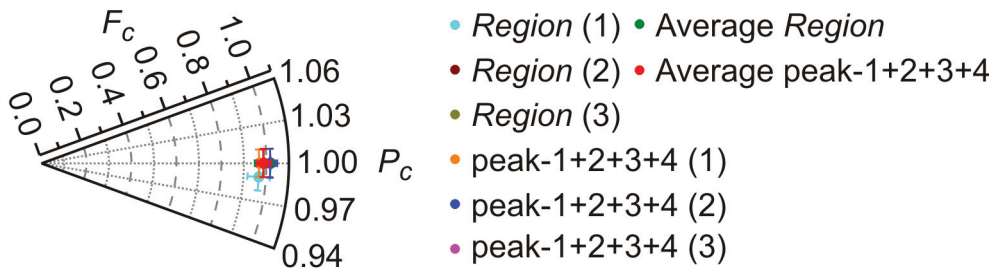 F_c
0.0 0.2 0.4 0.6 0.8 1.0
1.06
1.03
1.00 P_c
0.97
0.94
Region (1) Average Region
Region (2) Average peak-1+2+3+4
Region (3)
peak-1+2+3+4 (1)
peak-1+2+3+4 (2)
peak-1+2+3+4 (3)